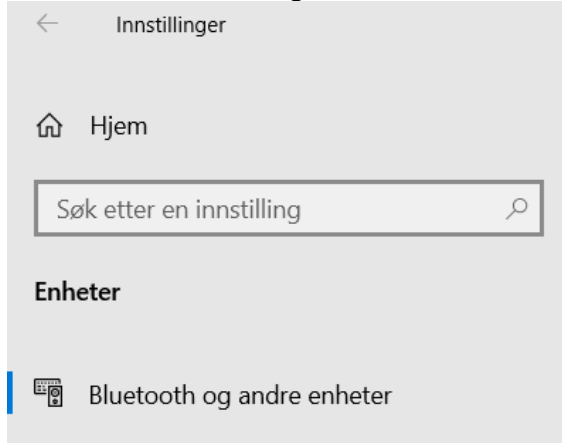 Innstillinger
Hjem
Søk etter en innstilling
Enheter
Bluetooth og andre enheter